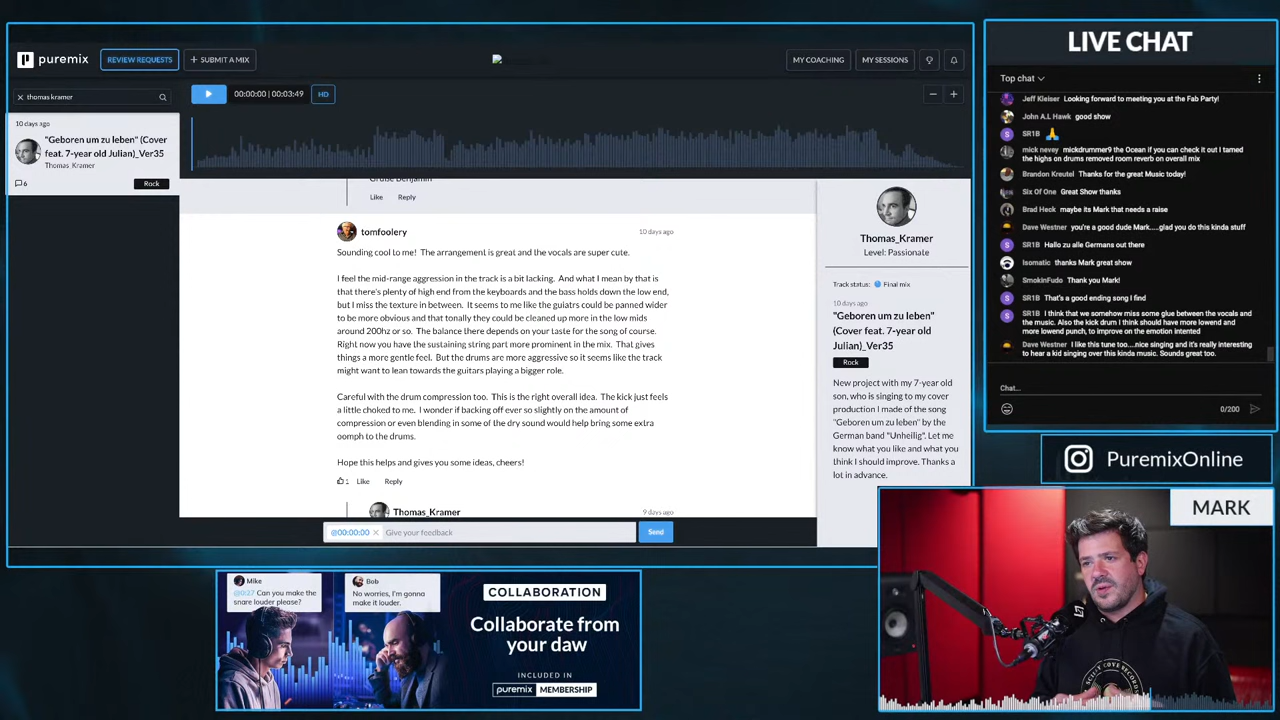 puremix
REVIEW REQUESTS
+ SUBMIT A MIX
MY COACHING
MY SESSIONS
× thomas kramer
00:00:00 | 00:03:49
HD
10 days ago
"Geboren um zu leben" (Cover
feat. 7-year old Julian)_Ver35
Thomas_Kramer
6
Rock
Grüße Benjamin
Like Reply
tomfoolery
10 days ago
Sounding cool to me! The arrangement is great and the vocals are super cute.
I feel the mid-range aggression in the track is a bit lacking. And what I mean by that is
that there's plenty of high end from the keyboards and the bass holds down the low end,
but I miss the texture in between. It seems to me like the guiatrs could be panned wider
to be more obvious and that tonally they could be cleaned up more in the low mids
around 200hz or so. The balance there depends on your taste for the song of course.
Right now you have the sustaining string part more prominent in the mix. That gives
things a more gentle feel. But the drums are more aggressive so it seems like the track
might want to lean towards the guitars playing a bigger role.
Careful with the drum compression too. This is the right overall idea. The kick just feels
a little choked to me. I wonder if backing off ever so slightly on the amount of
compression or even blending in some of the dry sound would help bring some extra
oomph to the drums.
Hope this helps and gives you some ideas, cheers!
1 Like Reply
Thomas_Kramer
9 days ago
@00:00:00 × Give your feedback
Send
Thomas_Kramer
Level: Passionate
Track status: Final mix
10 days ago
"Geboren um zu leben"
(Cover feat. 7-year old
Julian)_Ver35
Rock
New project with my 7-year old
son, who is singing to my cover
production I made of the song
"Geboren um zu leben" by the
German band "Unheilig". Let me
know what you like and what you
think I should improve. Thanks a
lot in advance.
LIVE CHAT
Top chat
Jeff Kleiser Looking forward to meeting you at the Fab Party!
John A.L Hawk good show
S SR1B 🙏
mick nevey mickdrummer9 the Ocean if you can check it out I tamed
the highs on drums removed room reverb on overall mix
Brandon Kreutel Thanks for the great Music today!
Six Of One Great Show thanks
Brad Heck maybe its Mark that needs a raise
Dave Westner you're a good dude Mark.....glad you do this kinda stuff
S SR1B Hallo zu alle Germans out there
Isomatic thanks Mark great show
SmokinFudo Thank you Mark!
S SR1B That's a good ending song I find
S SR1B I think that we somehow miss some glue between the vocals and
the music. Also the kick drum I think should have more lowend and
more lowend punch, to improve on the emotion intented
Dave Westner I like this tune too....nice singing and it's really interesting
to hear a kid singing over this kinda music. Sounds great too.
Chat...
0/200
PuremixOnline
MARK
Mike
@0:27 Can you make the
snare louder please?
Bob
No worries, I'm gonna
make it louder.
COLLABORATION
Collaborate from
your daw
INCLUDED IN
puremix MEMBERSHIP